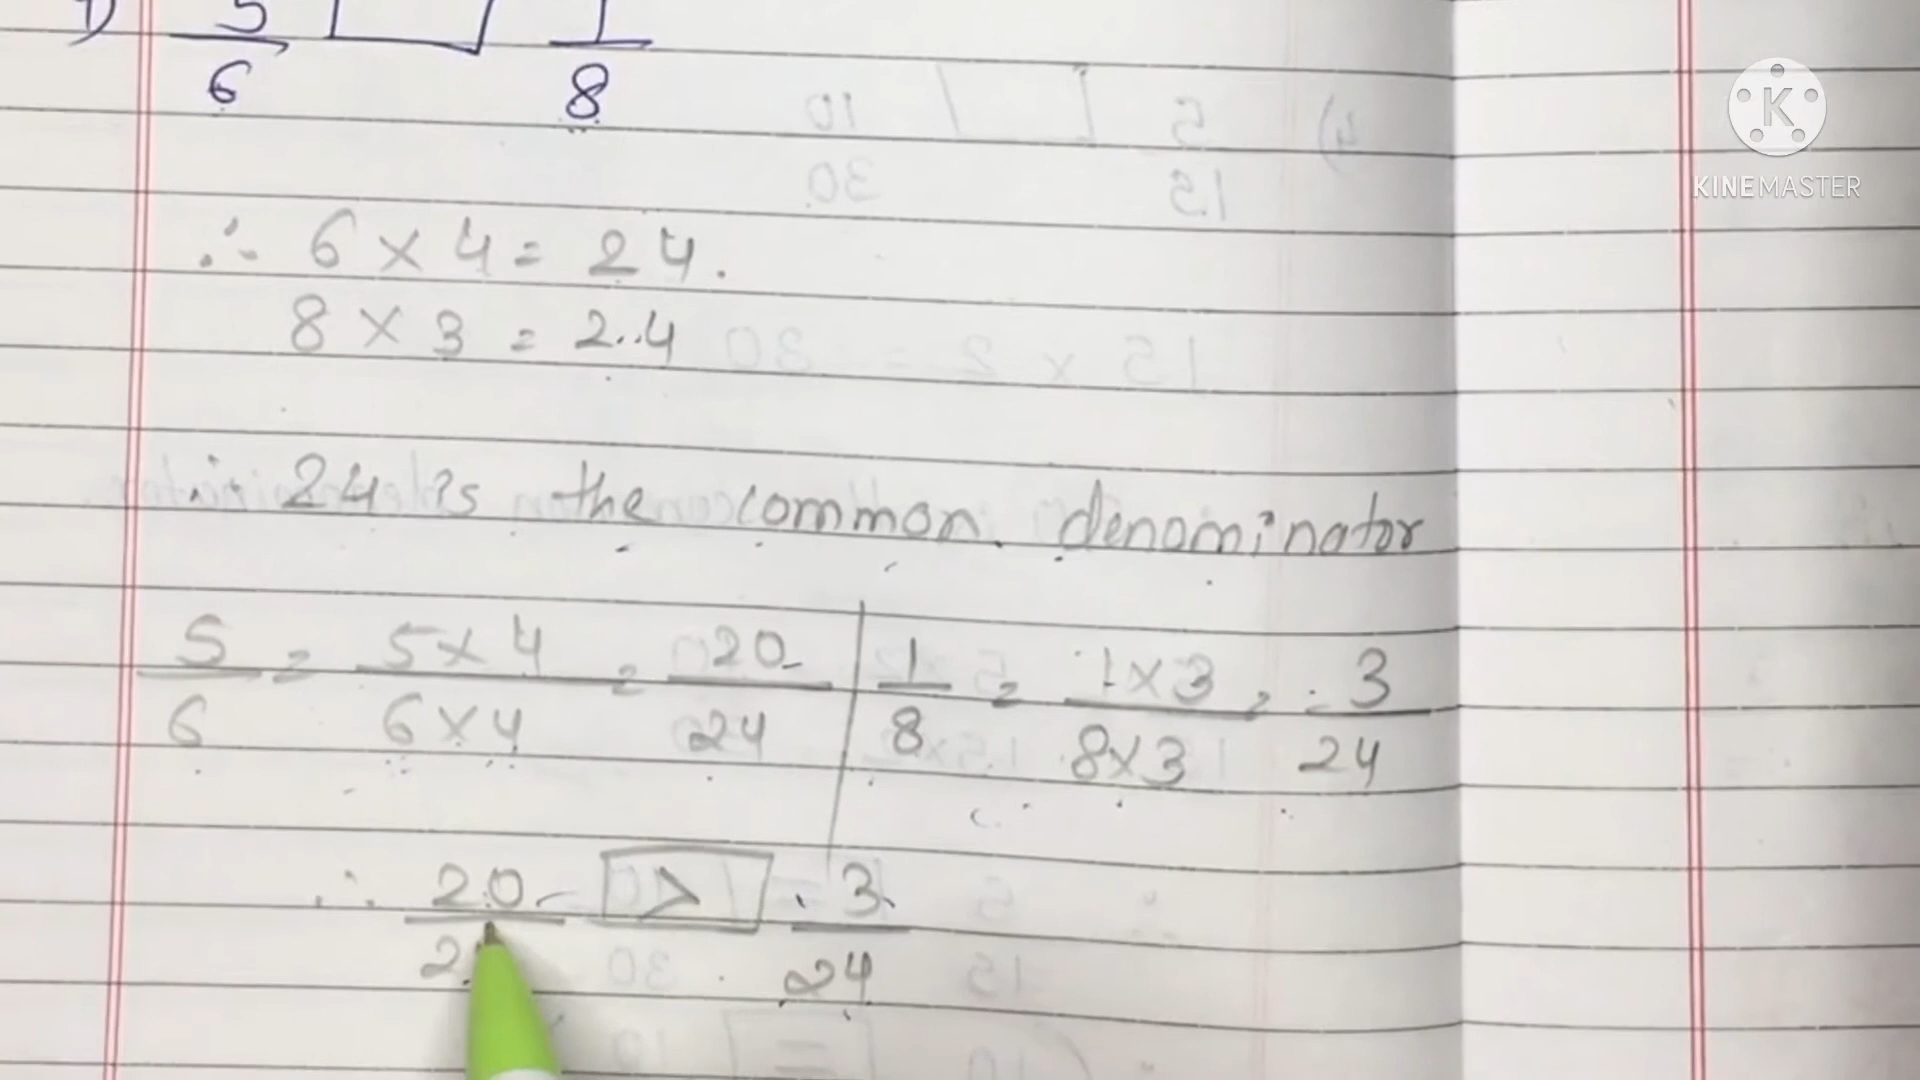 1) 5/6 □ 1/8
KINEMASTER
∴ 6 × 4 = 24.
8 × 3 = 24
∴ 24 is the common denominator
5/6 = 5×4/6×4 = 20/24 | 1/8 = 1×3/8×3 = 3/24
∴ 20/2 > 3/24